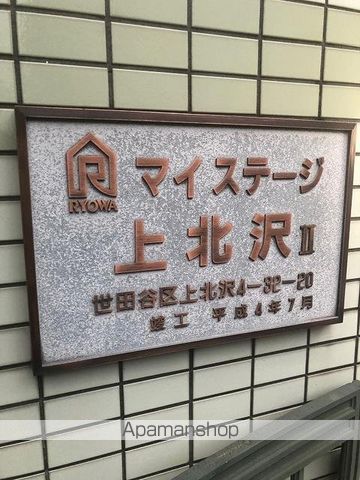 R マイステージ
RYOWA
上北沢Ⅱ
世田谷区上北沢4-32-20
竣工 平成4年7月
Apamanshop